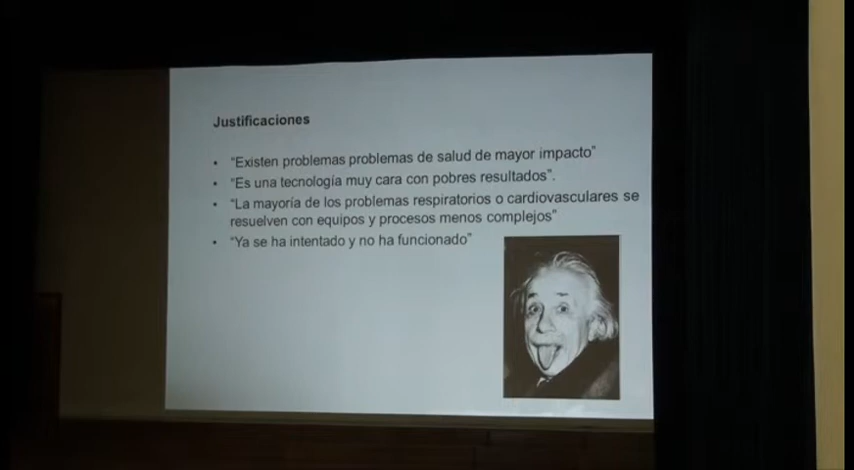 Justificaciones
• "Existen problemas problemas de salud de mayor impacto"
• "Es una tecnología muy cara con pobres resultados".
• "La mayoría de los problemas respiratorios o cardiovasculares se
resuelven con equipos y procesos menos complejos"
• "Ya se ha intentado y no ha funcionado"